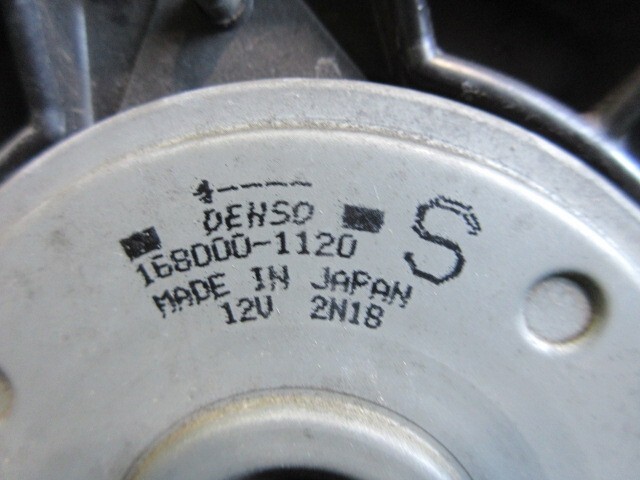 DENSO
168000-1120
MADE IN JAPAN
12V 2N18
S